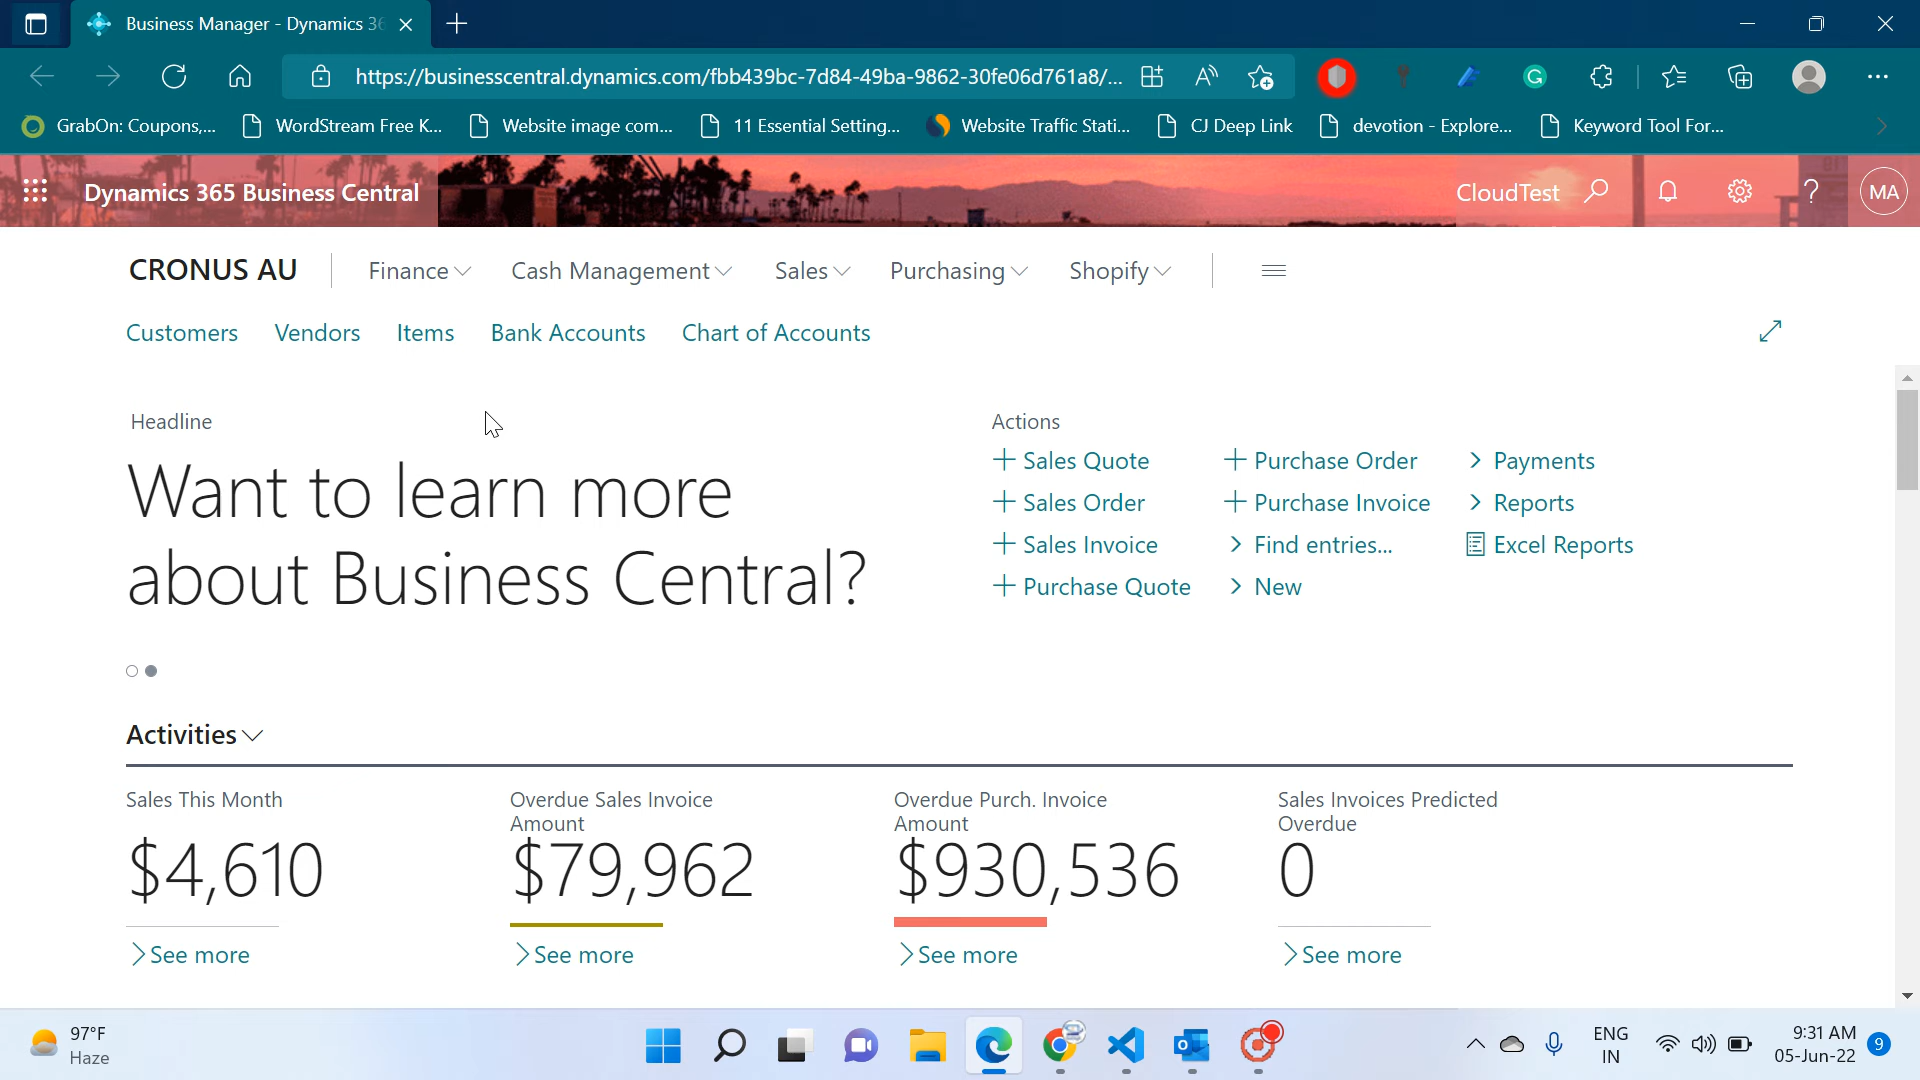 Business Manager - Dynamics 36
https://businesscentral.dynamics.com/fbb439bc-7d84-49ba-9862-30fe06d761a8/...
GrabOn: Coupons,...
WordStream Free K...
Website image com...
11 Essential Setting...
Website Traffic Stati...
CJ Deep Link
devotion - Explore...
Keyword Tool For...
Dynamics 365 Business Central
CloudTest
MA
CRONUS AU
Finance
Cash Management
Sales
Purchasing
Shopify
Customers
Vendors
Items
Bank Accounts
Chart of Accounts
Headline
Want to learn more
about Business Central?
Actions
+ Sales Quote
+ Sales Order
+ Sales Invoice
+ Purchase Quote
+ Purchase Order
+ Purchase Invoice
> Find entries...
> New
> Payments
> Reports
Excel Reports
Activities
Sales This Month
$4,610
> See more
Overdue Sales Invoice
Amount
$79,962
> See more
Overdue Purch. Invoice
Amount
$930,536
> See more
Sales Invoices Predicted
Overdue
0
> See more
97°F
Haze
ENG
IN
9:31 AM
05-Jun-22
9